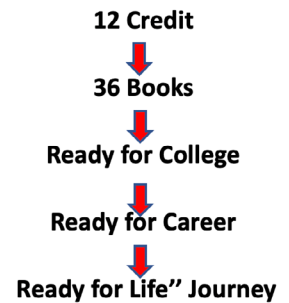 12 Credit
36 Books
Ready for College
Ready for Career
Ready for Life’’ Journey